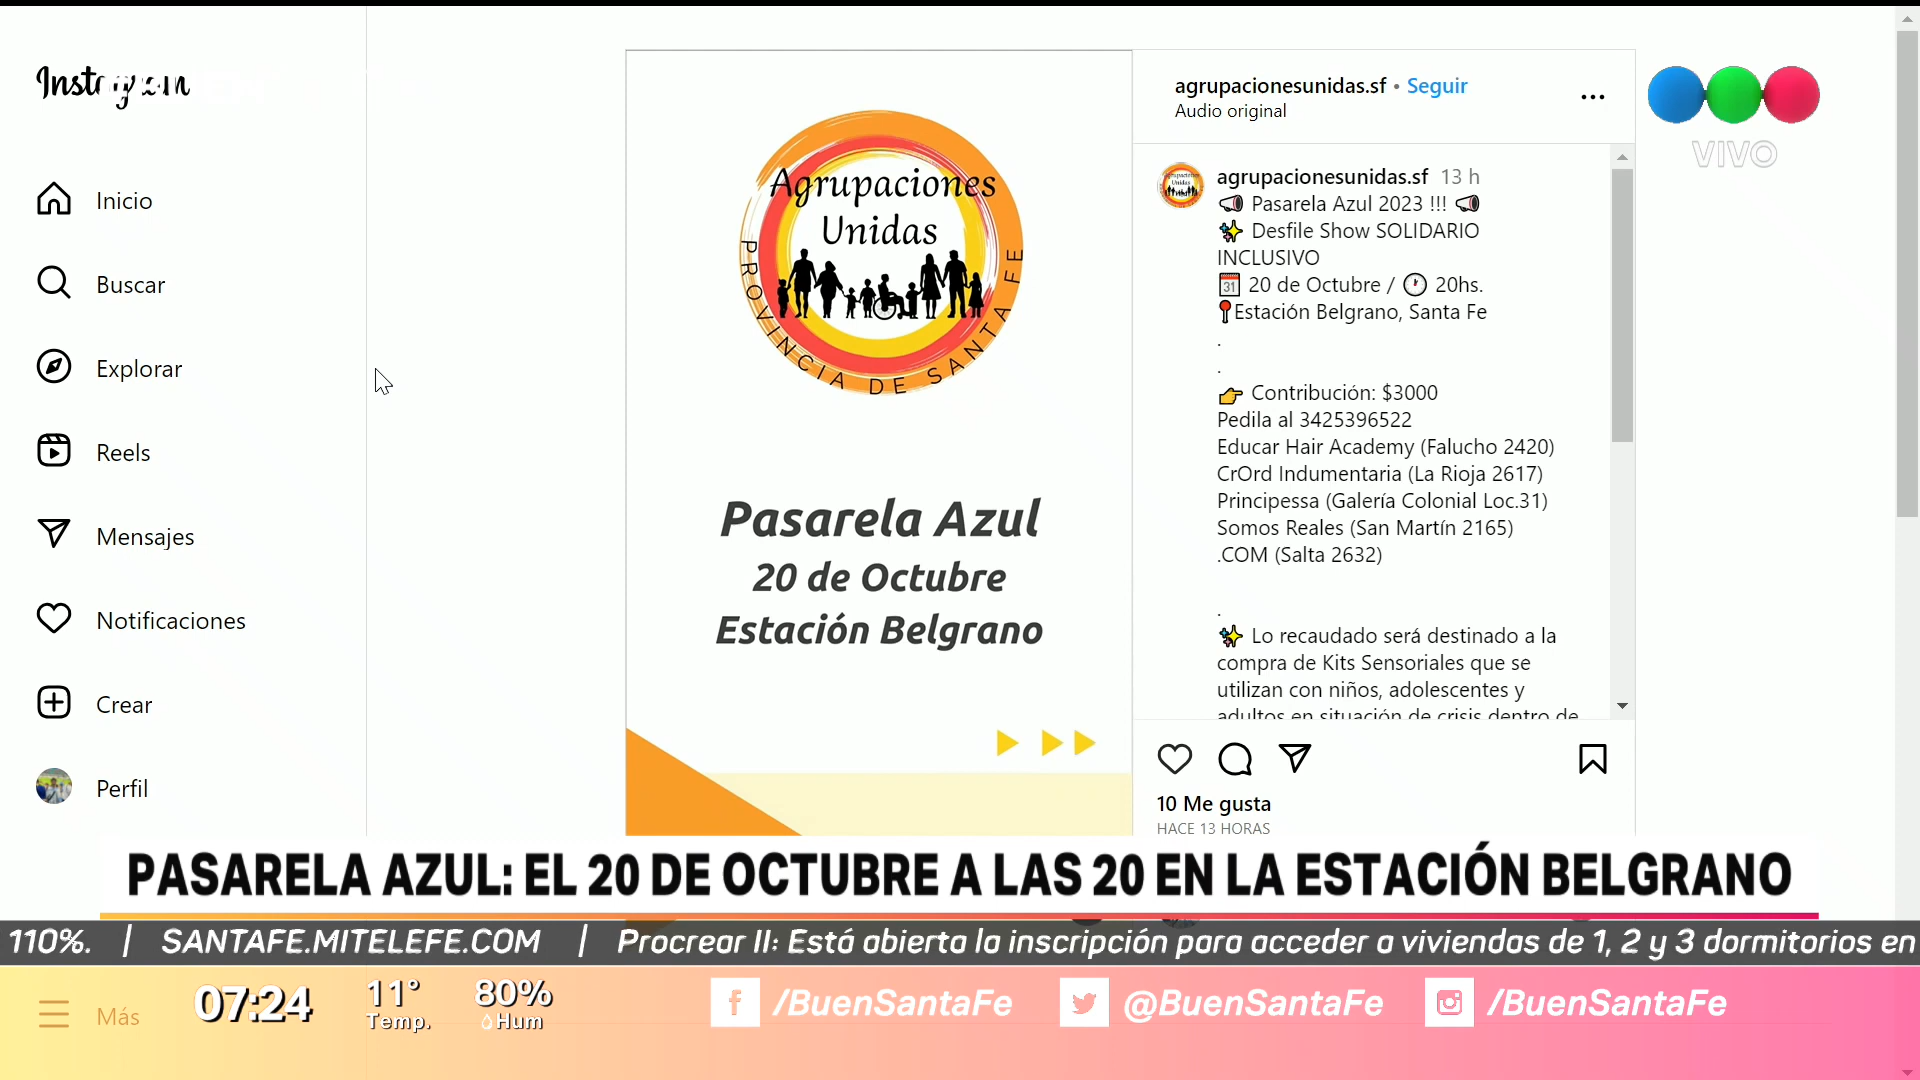 Instagram
Inicio
Buscar
Explorar
Reels
Mensajes
Notificaciones
Crear
Perfil
Más
Agrupaciones
Unidas
PROVINCIA DE SANTA FE
Pasarela Azul
20 de Octubre
Estación Belgrano
agrupacionesunidas.sf • Seguir
Audio original
agrupacionesunidas.sf 13 h
Pasarela Azul 2023 !!!
Desfile Show SOLIDARIO
INCLUSIVO
20 de Octubre / 20hs.
Estación Belgrano, Santa Fe
.
.
Contribución: $3000
Pedila al 3425396522
Educar Hair Academy (Falucho 2420)
CrOrd Indumentaria (La Rioja 2617)
Principessa (Galería Colonial Loc.31)
Somos Reales (San Martín 2165)
.COM (Salta 2632)
.
Lo recaudado será destinado a la
compra de Kits Sensoriales que se
utilizan con niños, adolescentes y
adultos en situación de crisis dentro de
10 Me gusta
HACE 13 HORAS
VIVO
PASARELA AZUL: EL 20 DE OCTUBRE A LAS 20 EN LA ESTACIÓN BELGRANO
110%. | SANTAFE.MITELEFE.COM | Procrear II: Está abierta la inscripción para acceder a viviendas de 1, 2 y 3 dormitorios en
07:24 11° Temp. 80% Hum /BuenSantaFe @BuenSantaFe /BuenSantaFe